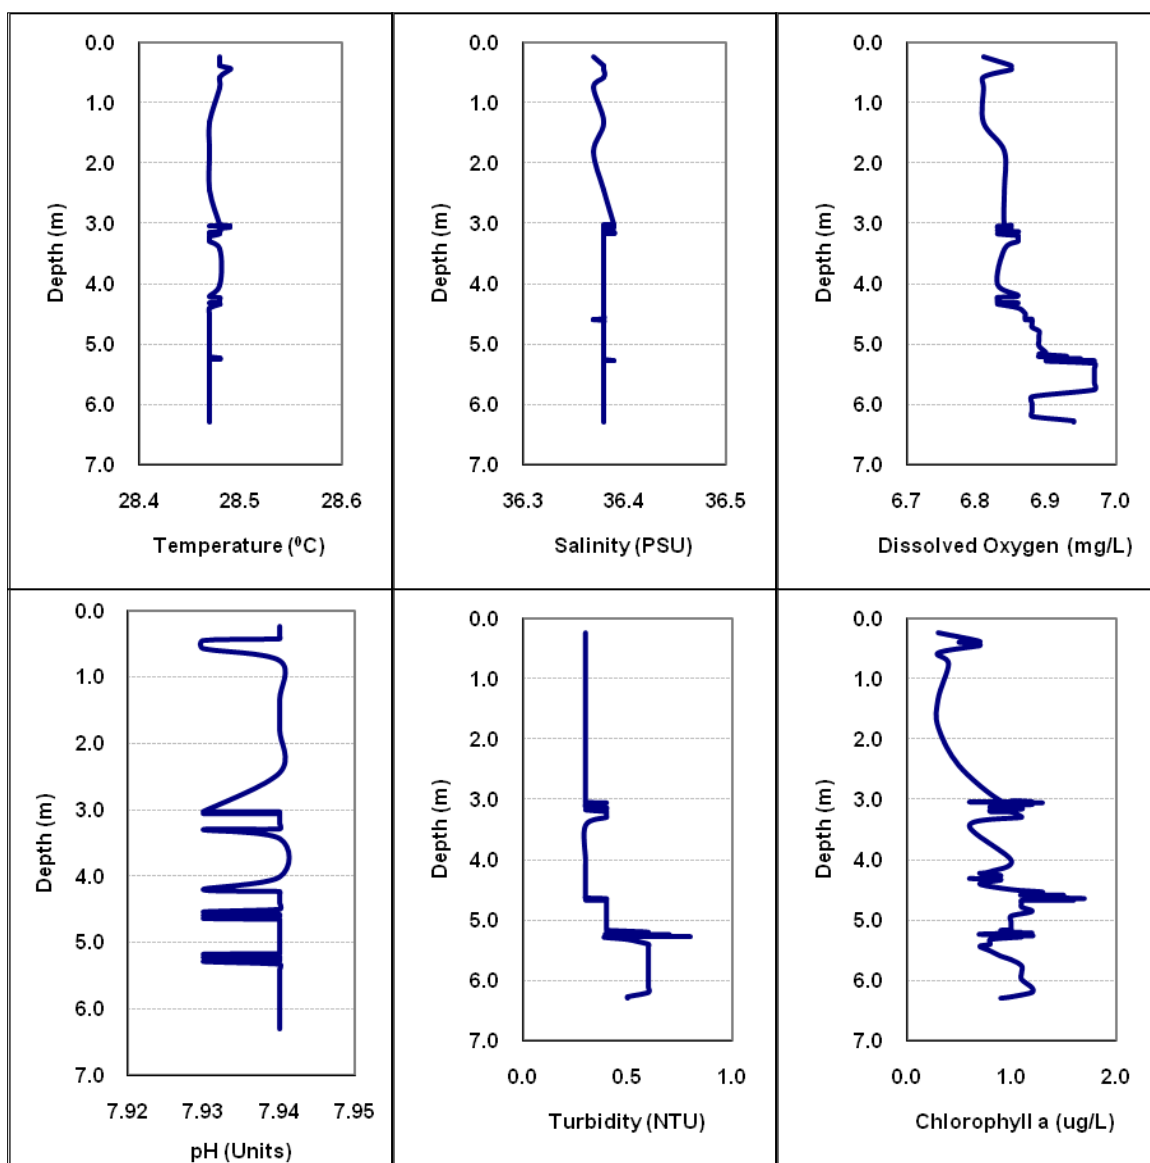 0.0
1.0
2.0
3.0
4.0
5.0
6.0
7.0
Depth (m)
28.4 28.5 28.6
Temperature (⁰C)
0.0
1.0
2.0
3.0
4.0
5.0
6.0
7.0
Depth (m)
36.3 36.4 36.5
Salinity (PSU)
0.0
1.0
2.0
3.0
4.0
5.0
6.0
7.0
Depth (m)
6.7 6.8 6.9 7.0
Dissolved Oxygen (mg/L)
0.0
1.0
2.0
3.0
4.0
5.0
6.0
7.0
Depth (m)
7.92 7.93 7.94 7.95
pH (Units)
0.0
1.0
2.0
3.0
4.0
5.0
6.0
7.0
Depth (m)
0.0 0.5 1.0
Turbidity (NTU)
0.0
1.0
2.0
3.0
4.0
5.0
6.0
7.0
Depth (m)
0.0 1.0 2.0
Chlorophyll a (ug/L)